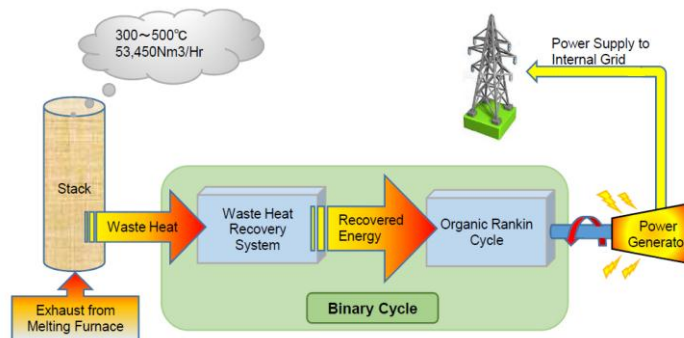 300～500℃
53,450Nm3/Hr
Power Supply to
Internal Grid
Stack
Waste Heat
Waste Heat
Recovery
System
Recovered
Energy
Organic Rankin
Cycle
Power
Generator
Exhaust from
Melting Furnace
Binary Cycle